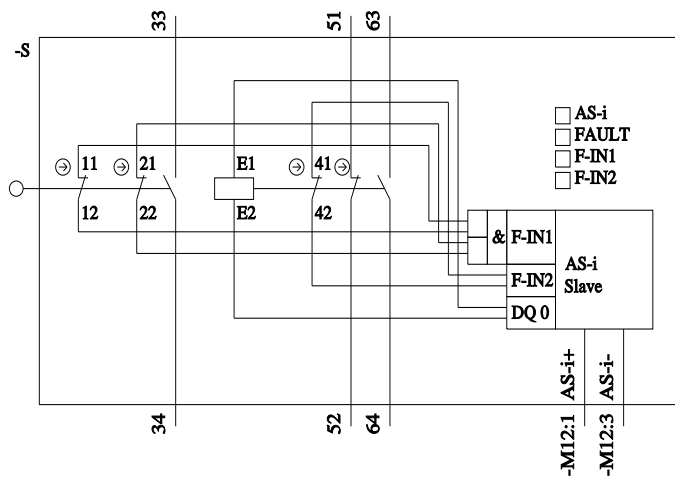 33
51
63
-S
AS-i
FAULT
F-IN1
F-IN2
11
21
E1
41
12
22
E2
42
& F-IN1
AS-i
Slave
F-IN2
DQ 0
34
52
64
-M12:1 AS-i+
-M12:3 AS-i-